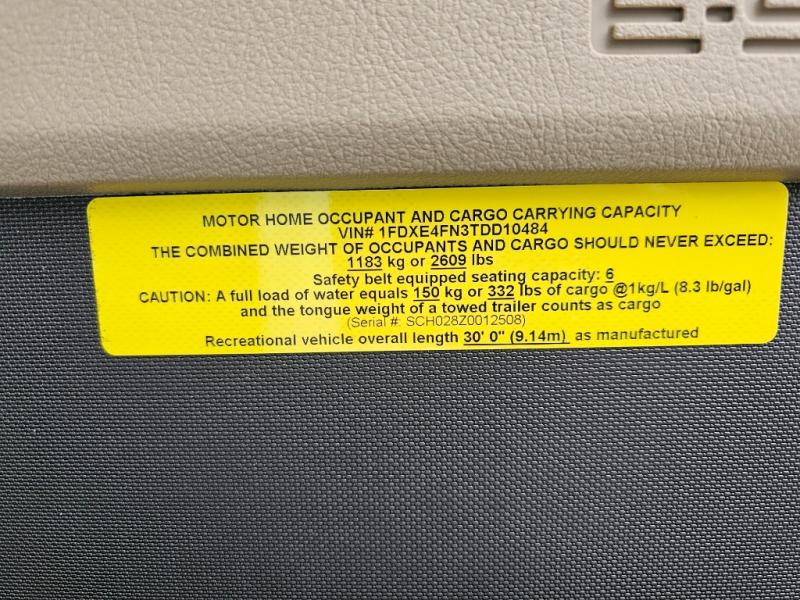 MOTOR HOME OCCUPANT AND CARGO CARRYING CAPACITY
VIN# 1FDXE4FN3TDD10484
THE COMBINED WEIGHT OF OCCUPANTS AND CARGO SHOULD NEVER EXCEED:
1183 kg or 2609 lbs
Safety belt equipped seating capacity: 6
CAUTION: A full load of water equals 150 kg or 332 lbs of cargo @1kg/L (8.3 lb/gal)
and the tongue weight of a towed trailer counts as cargo
(Serial #: SCH028Z0012508)
Recreational vehicle overall length 30' 0" (9.14m) as manufactured